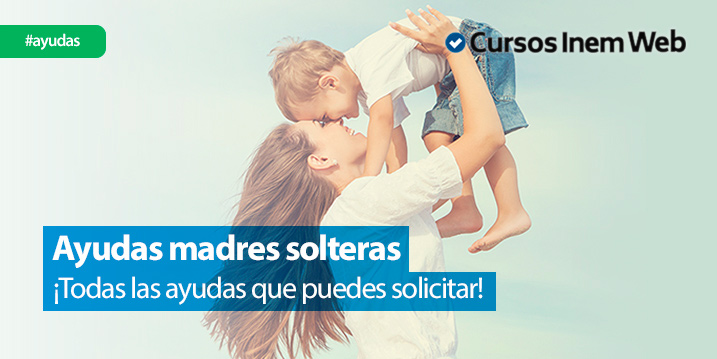 #ayudas
Cursos Inem Web
Ayudas madres solteras
¡Todas las ayudas que puedes solicitar!